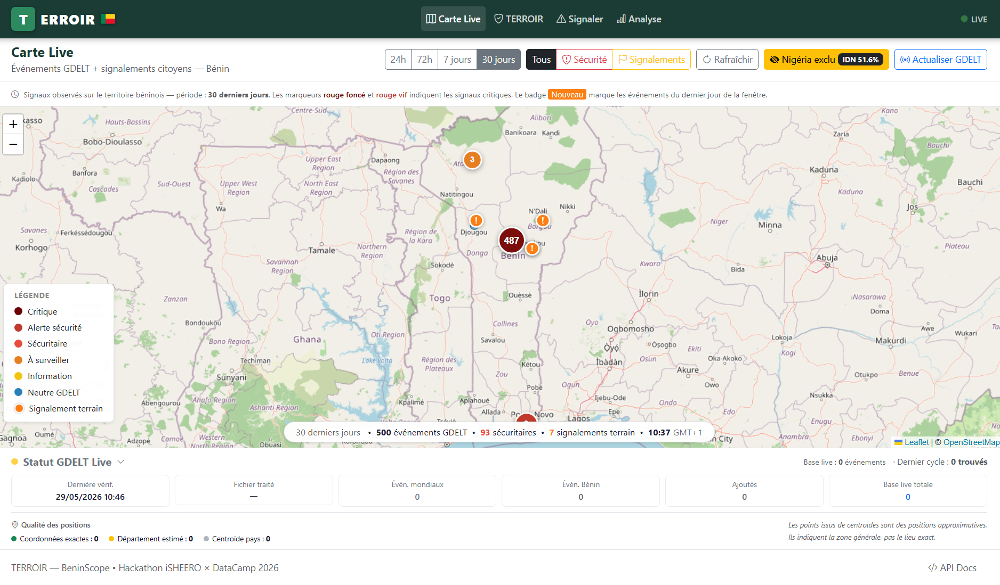 T ERROIR
Carte Live
TERROIR
Signaler
Analyse
LIVE
Carte Live
Événements GDELT + signalements citoyens — Bénin
24h
72h
7 jours
30 jours
Tous
Sécurité
Signalements
Rafraîchir
Nigéria exclu IDN 51.6%
Actualiser GDELT
Signaux observés sur le territoire béninois — période : 30 derniers jours. Les marqueurs rouge foncé et rouge vif indiquent les signaux critiques. Le badge Nouveau marque les événements du dernier jour de la fenêtre.
+
−
Centre-Sud
Hauts-Bassins
Bobo-Dioulasso
Banfora
Kadiolo
Cascades
Sud-Ouest
Upper West
Region
Upper East
Region
North East
Region
Dapaong
Région des
Savanes
Wa
Savanes
Ferkéssédougou
Korhogo
Tamale
Northern
Region
Savannah
Region
Région de
la Kara
Sokodé
Alibori
Banikoara
Kandi
3
Natitingou
N'Dali
Nikki
!
!
Djougou
487
!
Donga
Bénin
Ouèssè
Togo
Collines
Savalou
Zanzan
Bondoukou
Bono Region
Ghana
Oti Region
Techiman
Lake Volta
Région des
Plateaux
Sunyani
Kétou
Zou
Pobè
Abengourou
Ahafo Region
Ashanti Region
Kpalimé
Aplahoué
Allada
Oumé
Gagnoa
Adzopé
Comoé
Western
Obuasi
Kano
Zaria
Bauchi
Kaduna
Kaduna
Bauchi
Jos
Niger
Minna
Plateau
Abuja
Kwara
Bida
Ìlorin
Nasarawa
Doma
Oyo
Ogbomosho
Awe
Wukari
Lokoja
Makurdi
Òyó
Òsogbo
Ekiti
Kogi
Ìbàdàn
Osun
Oka-Akoko
Akure
Benue
Otukpo
Ogun
Owo
Ijebu-Ode
Ondo
Nsukka
Epe
Lagos
Edo
Enugu
Anambra
Ebonyi
LÉGENDE
Critique
Alerte sécurité
Sécuritaire
À surveiller
Information
Neutre GDELT
Signalement terrain
30 derniers jours • 500 événements GDELT • 93 sécuritaires • 7 signalements terrain • 10:37 GMT+1
Leaflet | © OpenStreetMap
Statut GDELT Live
Base live : 0 événements · Dernier cycle : 0 trouvés
Dernière vérif.
29/05/2026 10:46
Fichier traité
—
Évén. mondiaux
0
Évén. Bénin
0
Ajoutés
0
Base live totale
0
Qualité des positions
Coordonnées exactes : 0
Département estimé : 0
Centroïde pays : 0
Les points issus de centroïdes sont des positions approximatives.
Ils indiquent la zone générale, pas le lieu exact.
TERROIR — BeninScope • Hackathon iSHEERO × DataCamp 2026
</> API Docs